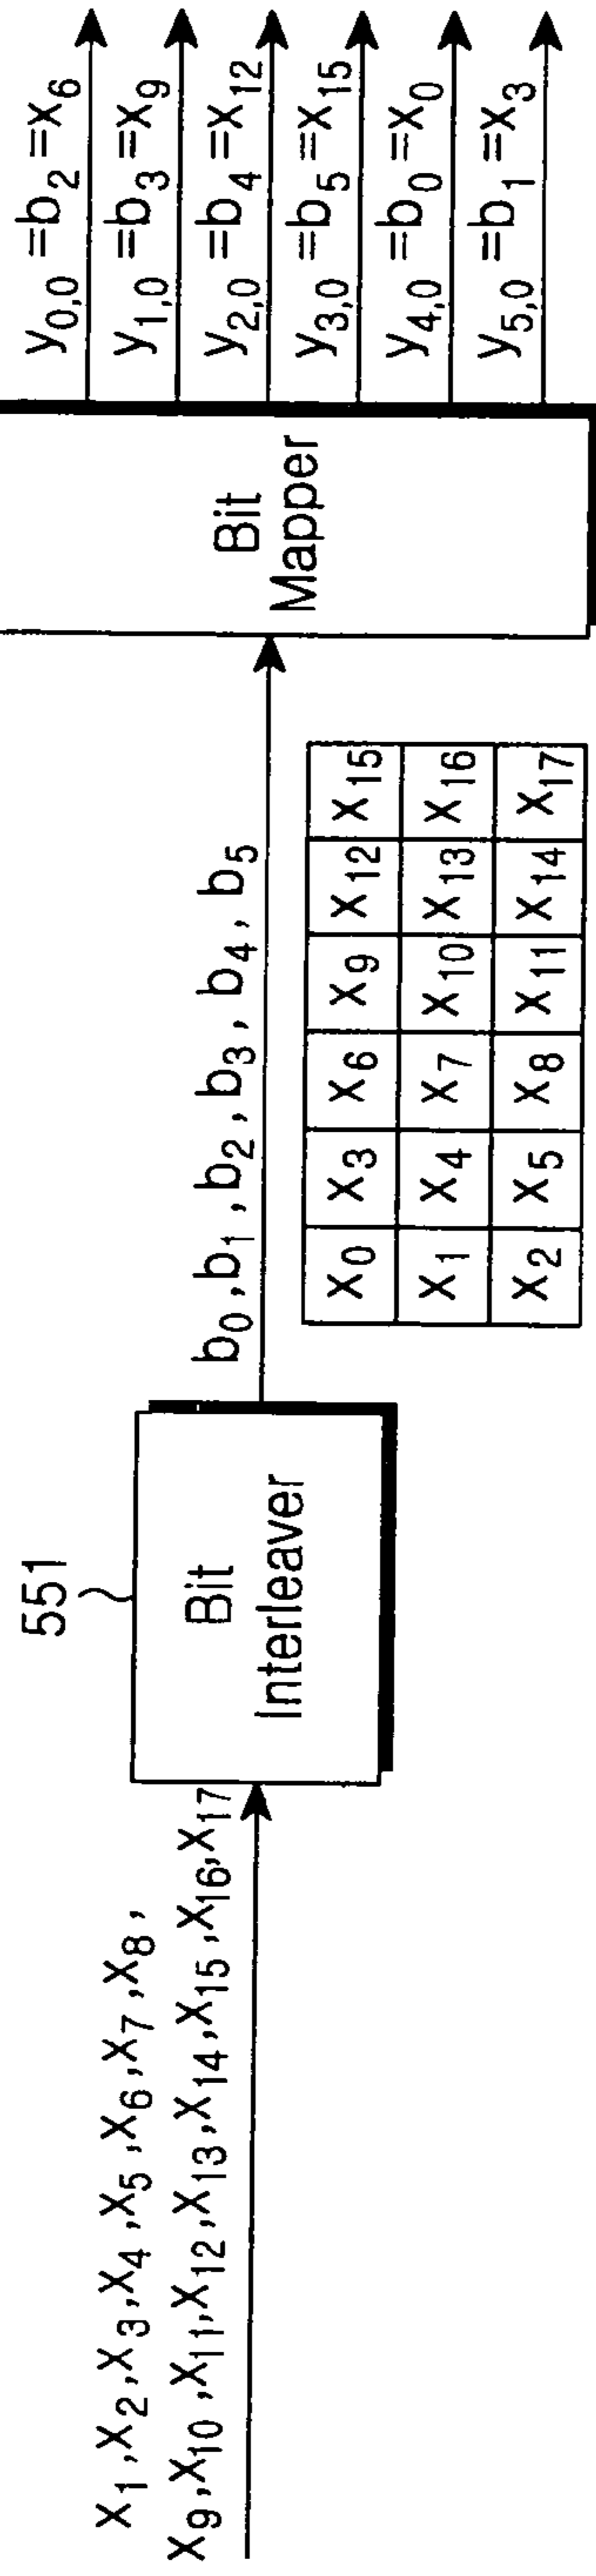 x1,x2,x3,x4,x5,x6,x7,x8,
x9,x10,x11,x12,x13,x14,x15,x16,x17
551
Bit
Interleaver
b0,b1,b2,b3,b4,b5
x0 x3 x6 x9 x12 x15
x1 x4 x7 x10 x13 x16
x2 x5 x8 x11 x14 x17
Bit
Mapper
y0,0=b2=x6
y1,0=b3=x9
y2,0=b4=x12
y3,0=b5=x15
y4,0=b0=x0
y5,0=b1=x3